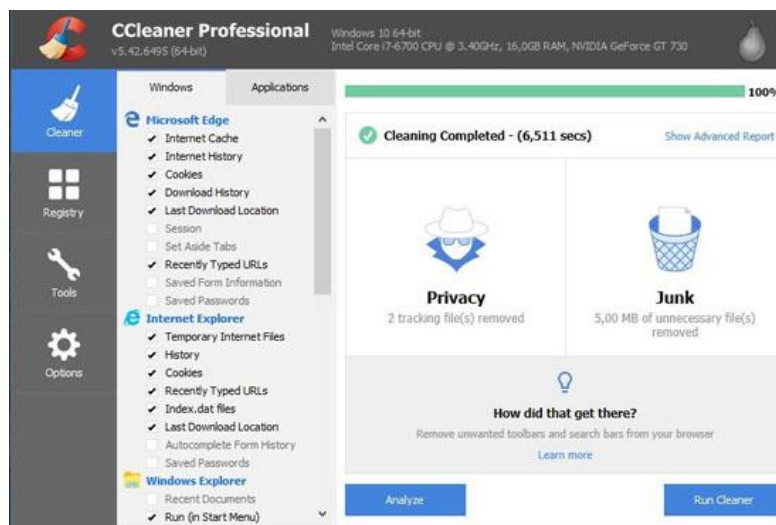 CCleaner Professional
v5.42.6495 (64-bit)
Windows 10 64-bit
Intel Core i7-6700 CPU @ 3.40GHz, 16,0GB RAM, NVIDIA GeForce GT 730
Cleaner
Registry
Tools
Options
Windows
Applications
Microsoft Edge
Internet Cache
Internet History
Cookies
Download History
Last Download Location
Session
Set Aside Tabs
Recently Typed URLs
Saved Form Information
Saved Passwords
Internet Explorer
Temporary Internet Files
History
Cookies
Recently Typed URLs
Index.dat files
Last Download Location
Autocomplete Form History
Saved Passwords
Windows Explorer
Recent Documents
Run (in Start Menu)
100%
Cleaning Completed - (6,511 secs)
Show Advanced Report
Privacy
2 tracking file(s) removed
Junk
5,00 MB of unnecessary file(s)
removed
How did that get there?
Remove unwanted toolbars and search bars from your browser
Learn more
Analyze
Run Cleaner